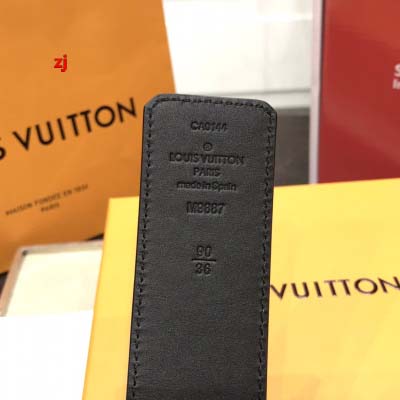 zj
S VUITTON
MAISON FONDÉE EN 1854
PARIS
CA0144
®
LOUIS VUITTON
PARIS
made in Spain
M9887
90
36
VUITTON